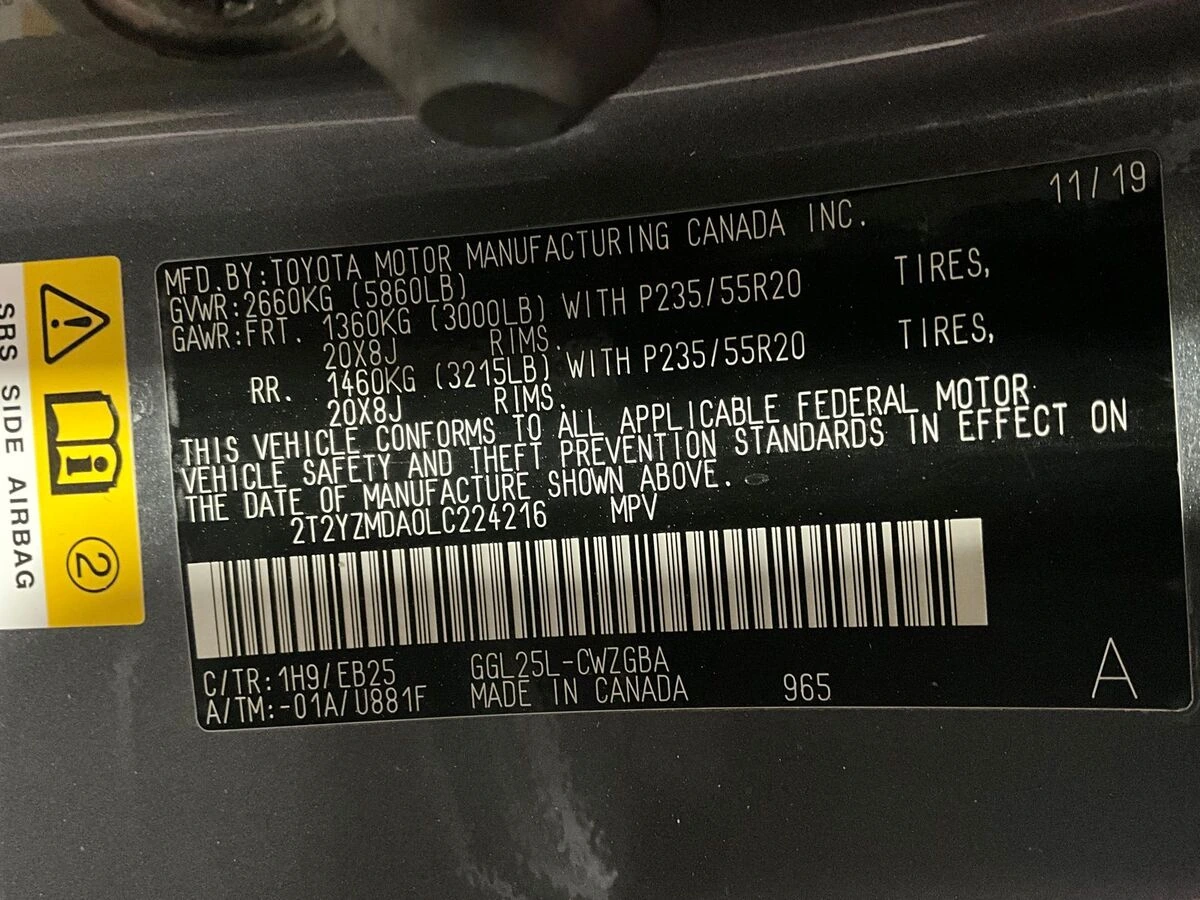 11/19
MFD.BY:TOYOTA MOTOR MANUFACTURING CANADA INC.
GVWR:2660KG (5860LB)
GAWR:FRT. 1360KG (3000LB) WITH P235/55R20 TIRES,
20X8J RIMS.
RR. 1460KG (3215LB) WITH P235/55R20 TIRES,
20X8J RIMS.
THIS VEHICLE CONFORMS TO ALL APPLICABLE FEDERAL MOTOR
VEHICLE SAFETY AND THEFT PREVENTION STANDARDS IN EFFECT ON
THE DATE OF MANUFACTURE SHOWN ABOVE.
2T2YZMDA0LC224216 MPV
C/TR:1H9/EB25 GGL25L-CWZGBA
A/TM:-01A/U881F MADE IN CANADA 965 A
SRS SIDE AIRBAG
2